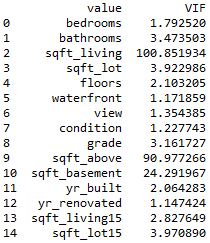 value VIF
0 bedrooms 1.792520
1 bathrooms 3.473503
2 sqft_living 100.851934
3 sqft_lot 3.922986
4 floors 2.103205
5 waterfront 1.171859
6 view 1.354385
7 condition 1.227743
8 grade 3.161727
9 sqft_above 90.977266
10 sqft_basement 24.291967
11 yr_built 2.064283
12 yr_renovated 1.147424
13 sqft_living15 2.827649
14 sqft_lot15 3.970890